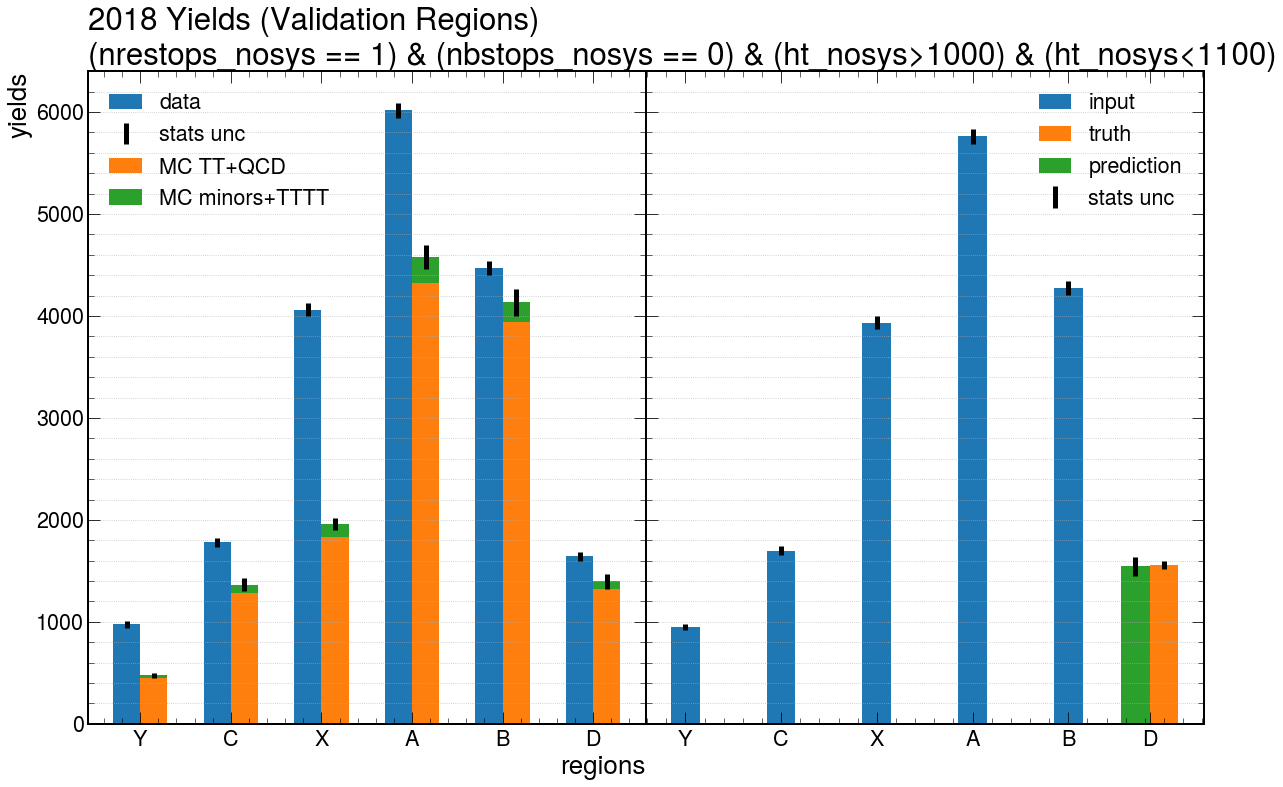 2018 Yields (Validation Regions)
(nrestops_nosys == 1) & (nbstops_nosys == 0) & (ht_nosys>1000) & (ht_nosys<1100)
yields
6000
5000
4000
3000
2000
1000
0
data
stats unc
MC TT+QCD
MC minors+TTTT
input
truth
prediction
stats unc
Y C X A B D
Y C X A B D
regions